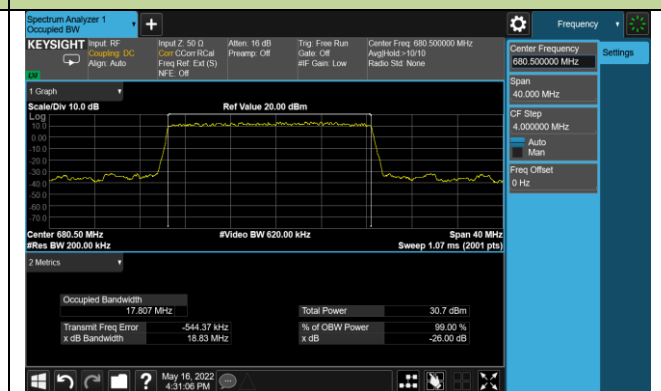 Spectrum Analyzer 1
Occupied BW
+
Frequency
KEYSIGHT
Input: RF
Coupling: DC
Align: Auto
Input Z: 50 Ω
Corr CCorr RCal
Freq Ref: Ext (S)
NFE: Off
Atten: 16 dB
Preamp: Off
Trig: Free Run
Gate: Off
#IF Gain: Low
Center Freq: 680.500000 MHz
Avg|Hold:>10/10
Radio Std: None
Center Frequency
680.500000 MHz
Settings
Span
40.000 MHz
CF Step
4.000000 MHz
Auto
Man
Freq Offset
0 Hz
1 Graph
Scale/Div 10.0 dB
Ref Value 20.00 dBm
Log
10.0
0.00
-10.0
-20.0
-30.0
-40.0
-50.0
-60.0
-70.0
Center 680.50 MHz
#Video BW 620.00 kHz
Span 40 MHz
#Res BW 200.00 kHz
Sweep 1.07 ms (2001 pts)
2 Metrics
Occupied Bandwidth
17.807 MHz
Total Power 30.7 dBm
Transmit Freq Error -544.37 kHz
% of OBW Power 99.00 %
x dB Bandwidth 18.83 MHz
x dB -26.00 dB
?
May 16, 2022
4:31:06 PM